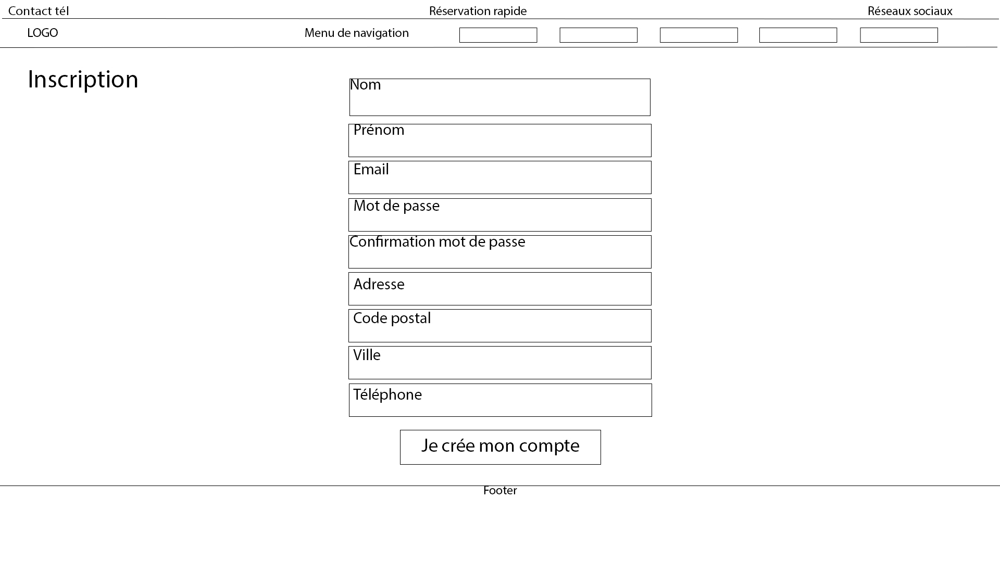 Contact tél
Réservation rapide
Réseaux sociaux
LOGO
Menu de navigation
Inscription
Nom
Prénom
Email
Mot de passe
Confirmation mot de passe
Adresse
Code postal
Ville
Téléphone
Je crée mon compte
Footer